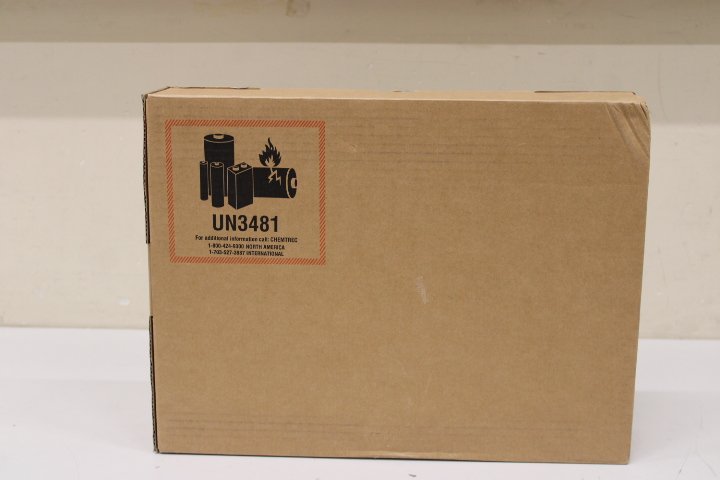 UN3481
For additional information call: CHEMTREC
1-800-424-9300 NORTH AMERICA
1-703-527-3887 INTERNATIONAL